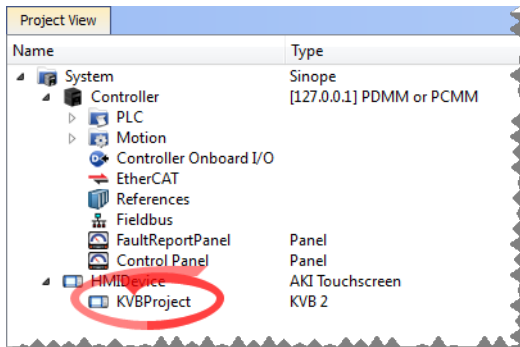 Project View
Name Type
System Sinope
Controller [127.0.0.1] PDMM or PCMM
PLC
Motion
Controller Onboard I/O
EtherCAT
References
Fieldbus
FaultReportPanel Panel
Control Panel Panel
HMIDevice AKI Touchscreen
KVBProject KVB 2